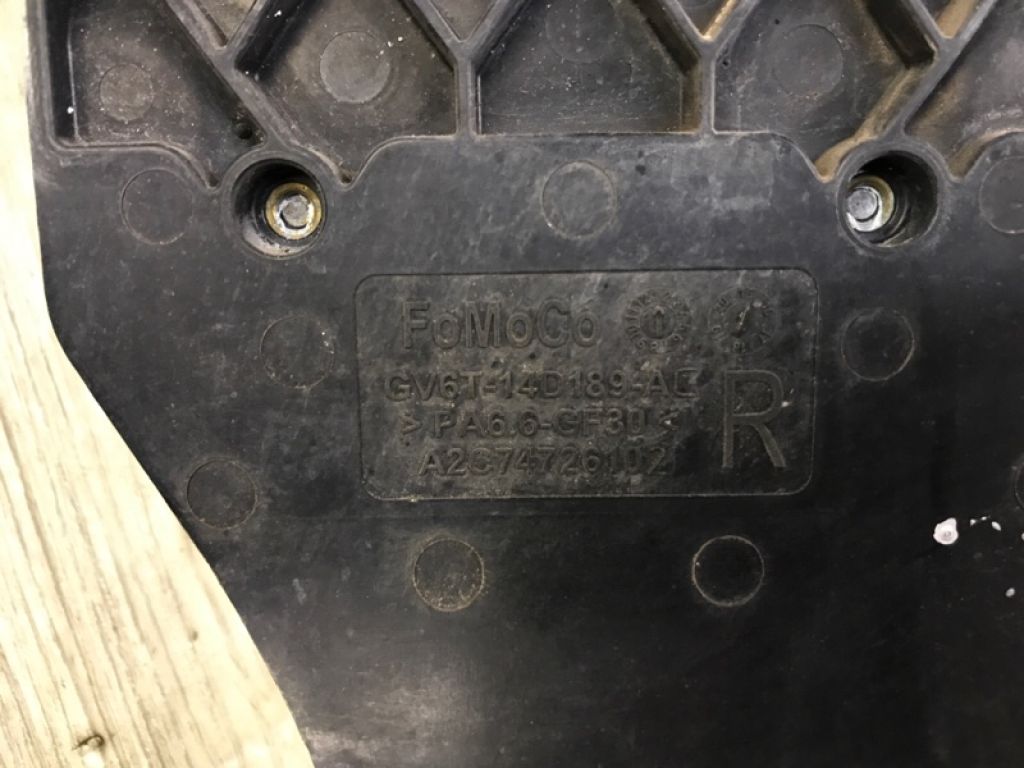 FoMoCo
GV6T-14D189-AC
>PA6.6-GF30<
A2C74726102
R